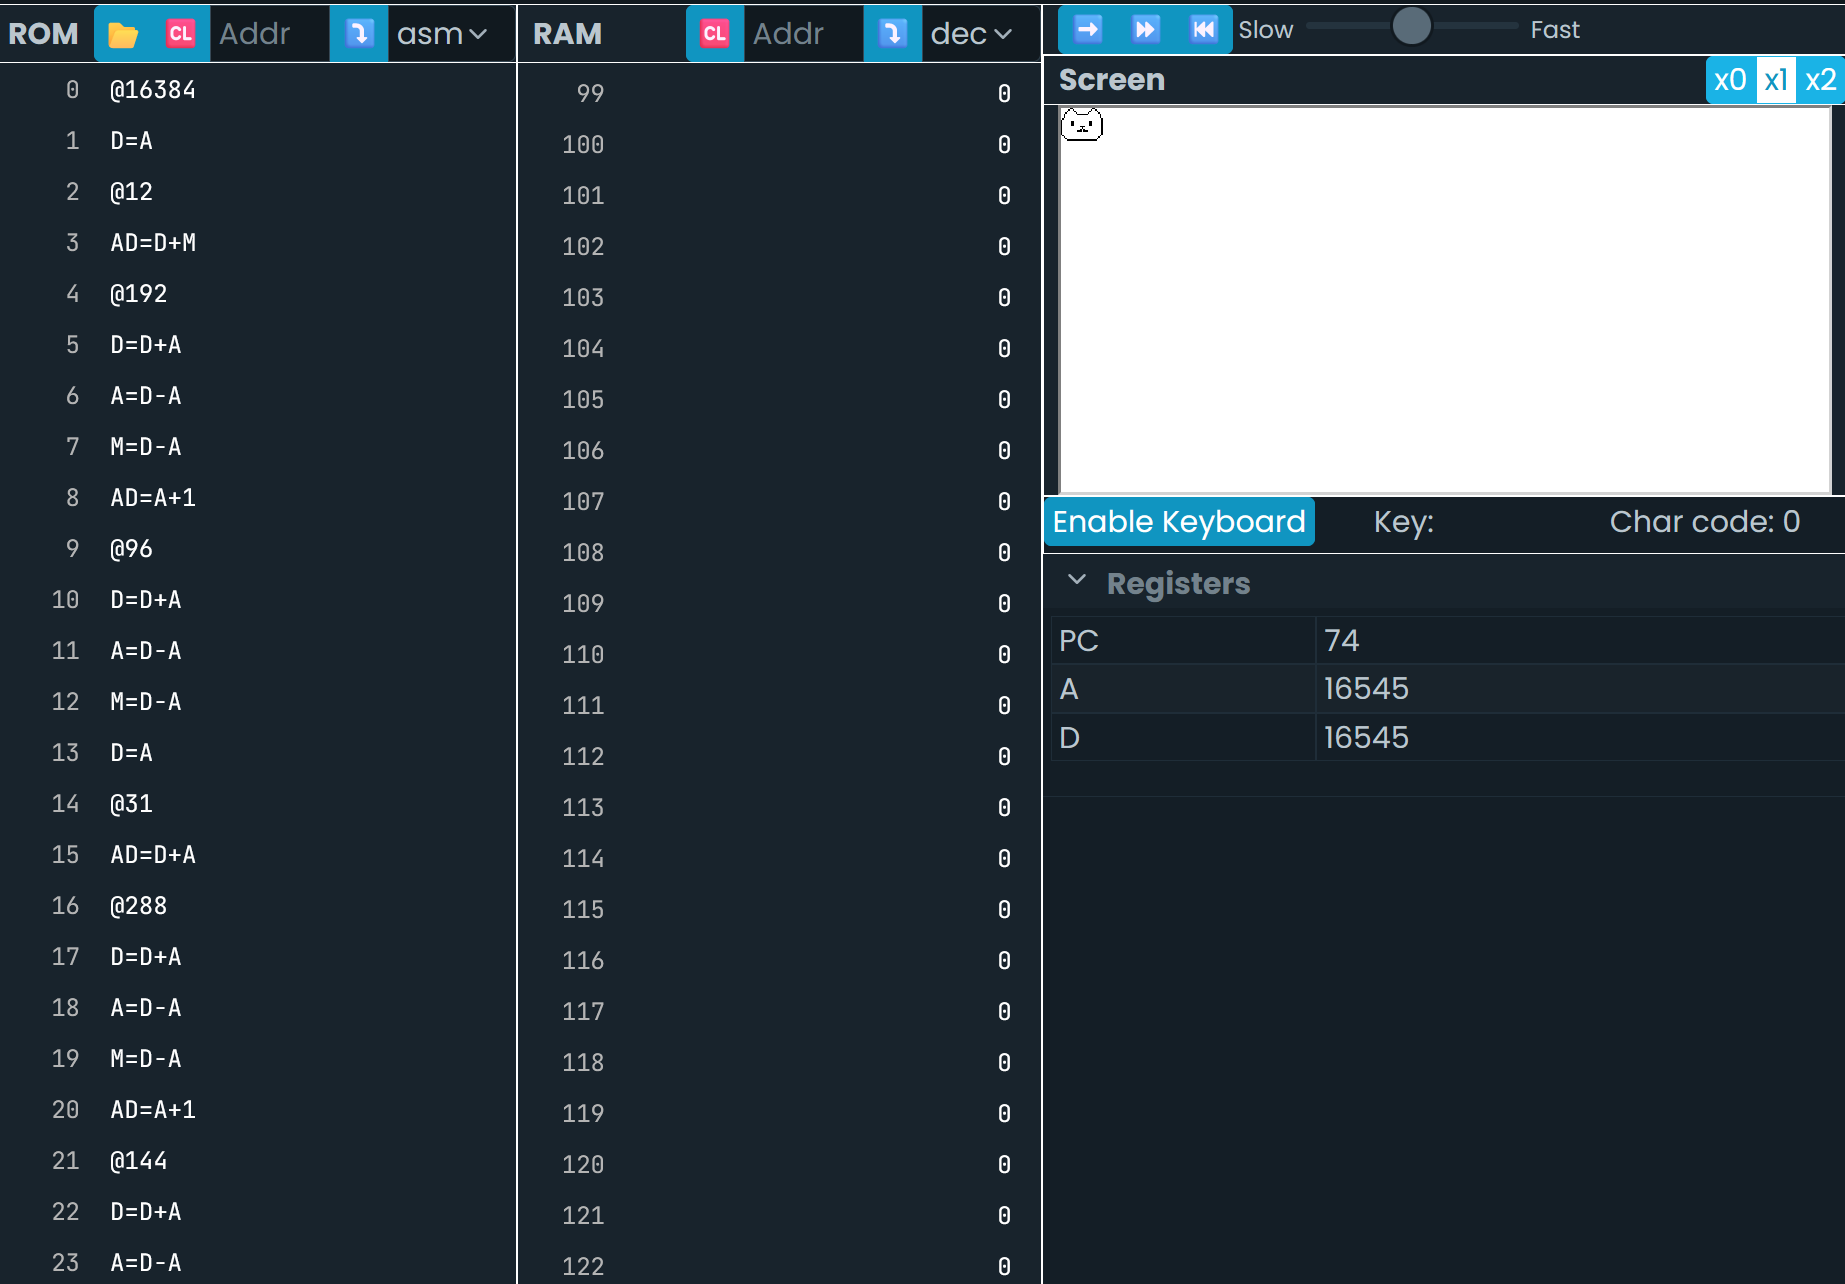 ROM CL Addr asm
0 @16384
1 D=A
2 @12
3 AD=D+M
4 @192
5 D=D+A
6 A=D-A
7 M=D-A
8 AD=A+1
9 @96
10 D=D+A
11 A=D-A
12 M=D-A
13 D=A
14 @31
15 AD=D+A
16 @288
17 D=D+A
18 A=D-A
19 M=D-A
20 AD=A+1
21 @144
22 D=D+A
23 A=D-A
RAM CL Addr dec
99 0
100 0
101 0
102 0
103 0
104 0
105 0
106 0
107 0
108 0
109 0
110 0
111 0
112 0
113 0
114 0
115 0
116 0
117 0
118 0
119 0
120 0
121 0
122 0
Slow Fast
Screen x0 x1 x2
Enable Keyboard Key: Char code: 0
Registers
PC 74
A 16545
D 16545